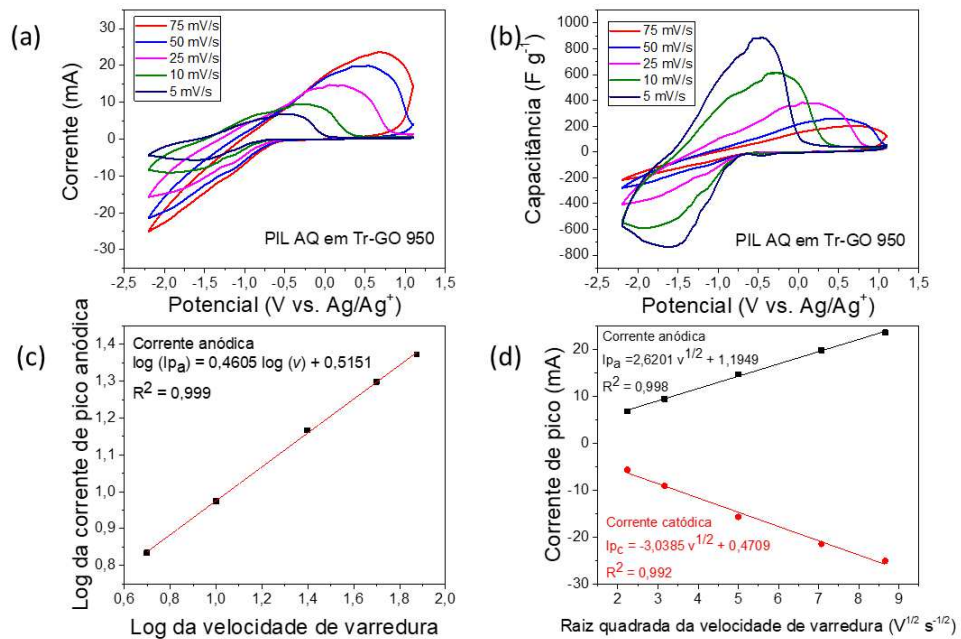 (a)
75 mV/s
50 mV/s
25 mV/s
10 mV/s
5 mV/s
PIL AQ em Tr-GO 950
Corrente (mA)
30
20
10
0
-10
-20
-30
-2,5 -2,0 -1,5 -1,0 -0,5 0,0 0,5 1,0 1,5
Potencial (V vs. Ag/Ag⁺)
(b)
75 mV/s
50 mV/s
25 mV/s
10 mV/s
5 mV/s
PIL AQ em Tr-GO 950
Capacitância (F g⁻¹)
1000
800
600
400
200
0
-200
-400
-600
-800
-2,5 -2,0 -1,5 -1,0 -0,5 0,0 0,5 1,0 1,5
Potencial (V vs. Ag/Ag⁺)
(c)
Corrente anódica
log (Ipₐ) = 0,4605 log (v) + 0,5151
R² = 0,999
Log da corrente de pico anódica
1,4
1,3
1,2
1,1
1,0
0,9
0,8
0,6 0,8 1,0 1,2 1,4 1,6 1,8 2,0
Log da velocidade de varredura
(d)
Corrente anódica
Ipₐ =2,6201 v^1/2 + 1,1949
R² = 0,998
Corrente catódica
Ip_c = -3,0385 v^1/2 + 0,4709
R² = 0,992
Corrente de pico (mA)
20
10
0
-10
-20
-30
2 3 4 5 6 7 8 9
Raiz quadrada da velocidade de varredura (V^1/2 s^-1/2)